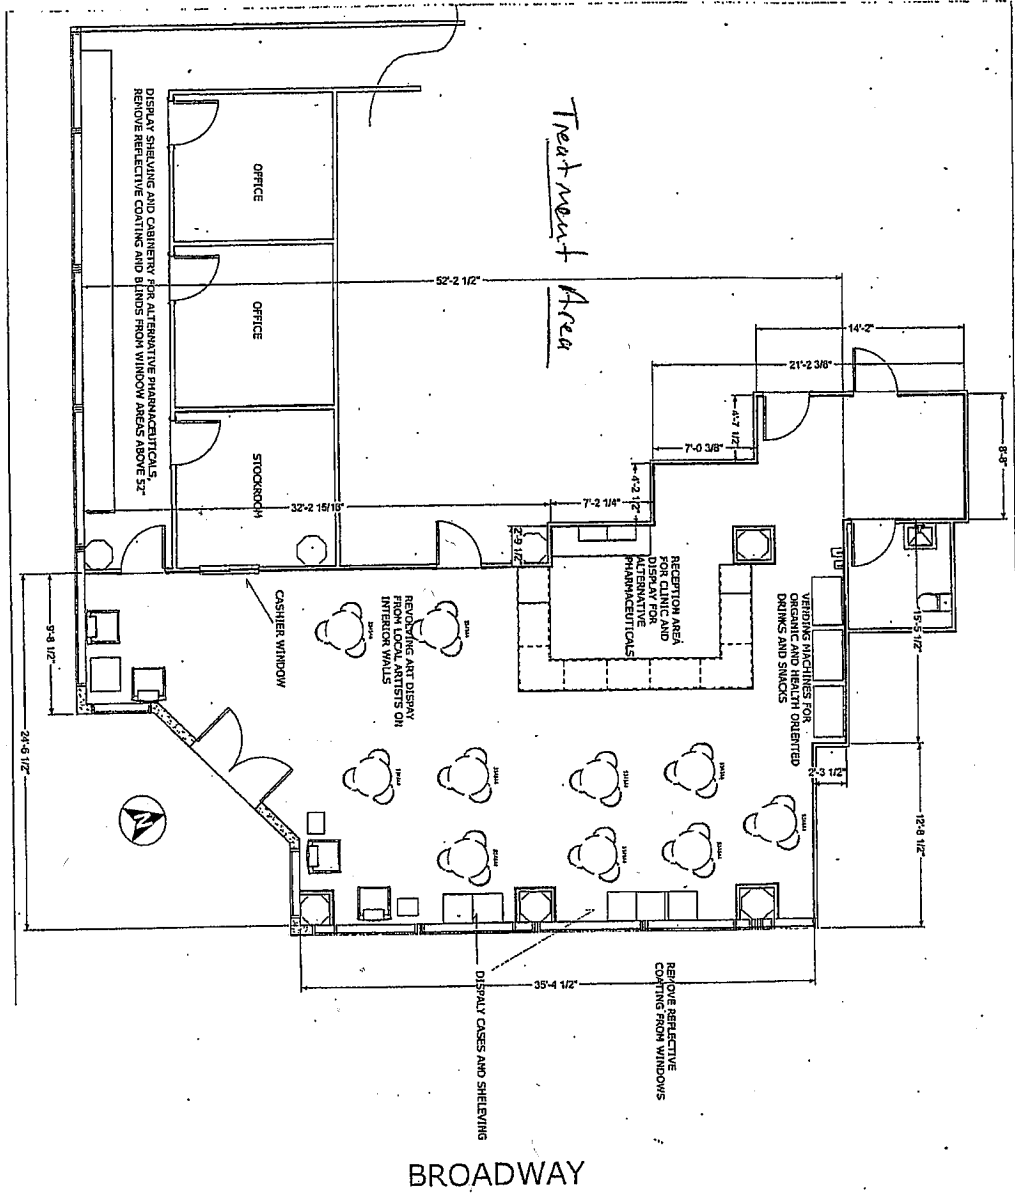 Treatment Area
DISPLAY SHELVING AND CABINETRY FOR ALTERNATIVE PHARMACEUTICALS,
REMOVE REFLECTIVE COATING AND BLINDS FROM WINDOW AREAS ABOVE 52"
OFFICE
OFFICE
STOCKROOM
52'-2 1/2"
14'-2"
21'-2 3/8"
8'-8"
4'-7 1/2"
7'-0 3/8"
4'-2 1/2"
7'-2 1/4"
32'-2 15/16"
2'-9 1/2"
RECEPTION AREA
FOR CLINIC AND
DISPLAY FOR
ALTERNATIVE
PHARMACEUTICALS
VENDING MACHINES FOR
ORGANIC AND HEALTH ORIENTED
DRINKS AND SNACKS
15'-5 1/2"
CASHIER WINDOW
REVOLVING ART DISPAY
FROM LOCAL ARTISTS ON
INTERIOR WALLS
9'-8 1/2"
24'-6 1/2"
2'-3 1/2"
12'-8 1/2"
N
35'-4 1/2"
DISPALY CASES AND SHELEVING
REMOVE REFLECTIVE
COATING FROM WINDOWS
BROADWAY